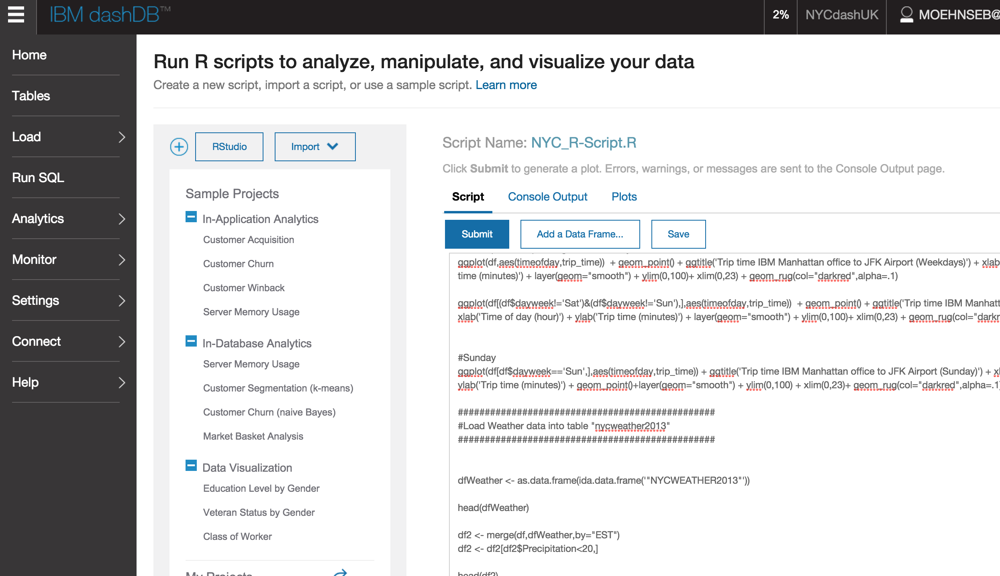 IBM dashDB™
2%
NYCdashUK
MOEHNSEB@
Home
Tables
Load
Run SQL
Analytics
Monitor
Settings
Connect
Help
Run R scripts to analyze, manipulate, and visualize your data
Create a new script, import a script, or use a sample script. Learn more
RStudio
Import
Sample Projects
In-Application Analytics
Customer Acquisition
Customer Churn
Customer Winback
Server Memory Usage
In-Database Analytics
Server Memory Usage
Customer Segmentation (k-means)
Customer Churn (naive Bayes)
Market Basket Analysis
Data Visualization
Education Level by Gender
Veteran Status by Gender
Class of Worker
My Projects
Script Name: NYC_R-Script.R
Click Submit to generate a plot. Errors, warnings, or messages are sent to the Console Output page.
Script Console Output Plots
Submit Add a Data Frame... Save
ggplot(df,aes(timeofday,trip_time))  + geom_point() + ggtitle('Trip time IBM Manhattan office to JFK Airport (Weekdays)') + xlab
time (minutes)') + layer(geom="smooth") + ylim(0,100)+ xlim(0,23) + geom_rug(col="darkred",alpha=.1)
ggplot(df[(df$dayweek!='Sat')&(df$dayweek!='Sun'),],aes(timeofday,trip_time))  + geom_point() + ggtitle('Trip time IBM Manhatt
xlab('Time of day (hour)') + ylab('Trip time (minutes)') + layer(geom="smooth") + ylim(0,100)+ xlim(0,23) + geom_rug(col="darkr
#Sunday
ggplot(df[df$dayweek=='Sun',],aes(timeofday,trip_time)) + ggtitle('Trip time IBM Manhattan office to JFK Airport (Sunday)') + xl
ylab('Trip time (minutes)') + geom_point()+layer(geom="smooth") + ylim(0,100) + xlim(0,23)+ geom_rug(col="darkred",alpha=.1)
################################################
#Load Weather data into table "nycweather2013"
################################################
dfWeather <- as.data.frame(ida.data.frame('"NYCWEATHER2013"'))
head(dfWeather)
df2 <- merge(df,dfWeather,by="EST")
df2 <- df2[df2$Precipitation<20,]
head(df2)